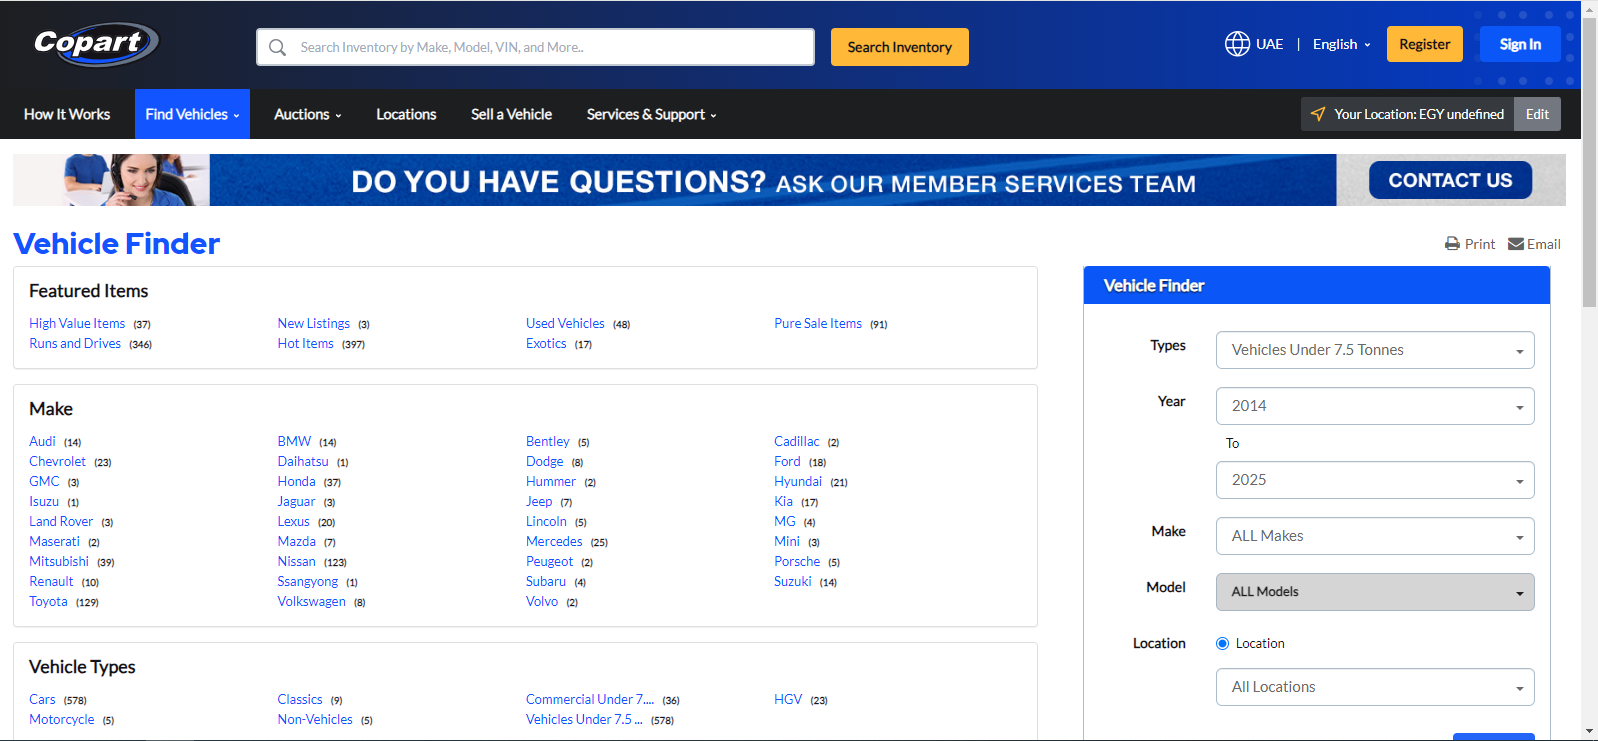 Copart
Search Inventory by Make, Model, VIN, and More..
Search Inventory
UAE | English
Register
Sign In
How It Works
Find Vehicles
Auctions
Locations
Sell a Vehicle
Services & Support
Your Location: EGY undefined
Edit
DO YOU HAVE QUESTIONS? ASK OUR MEMBER SERVICES TEAM
CONTACT US
Vehicle Finder
Print
Email
Featured Items
High Value Items (37) New Listings (3) Used Vehicles (48) Pure Sale Items (91)
Runs and Drives (346) Hot Items (397) Exotics (17)
Make
Audi (14) BMW (14) Bentley (5) Cadillac (2)
Chevrolet (23) Daihatsu (1) Dodge (8) Ford (18)
GMC (3) Honda (37) Hummer (2) Hyundai (21)
Isuzu (1) Jaguar (3) Jeep (7) Kia (17)
Land Rover (3) Lexus (20) Lincoln (5) MG (4)
Maserati (2) Mazda (7) Mercedes (25) Mini (3)
Mitsubishi (39) Nissan (123) Peugeot (2) Porsche (5)
Renault (10) Ssangyong (1) Subaru (4) Suzuki (14)
Toyota (129) Volkswagen (8) Volvo (2)
Vehicle Types
Cars (578) Classics (9) Commercial Under 7.... (36) HGV (23)
Motorcycle (5) Non-Vehicles (5) Vehicles Under 7.5 ... (578)
Vehicle Finder
Types Vehicles Under 7.5 Tonnes
Year 2014
To
2025
Make ALL Makes
Model ALL Models
Location Location
All Locations